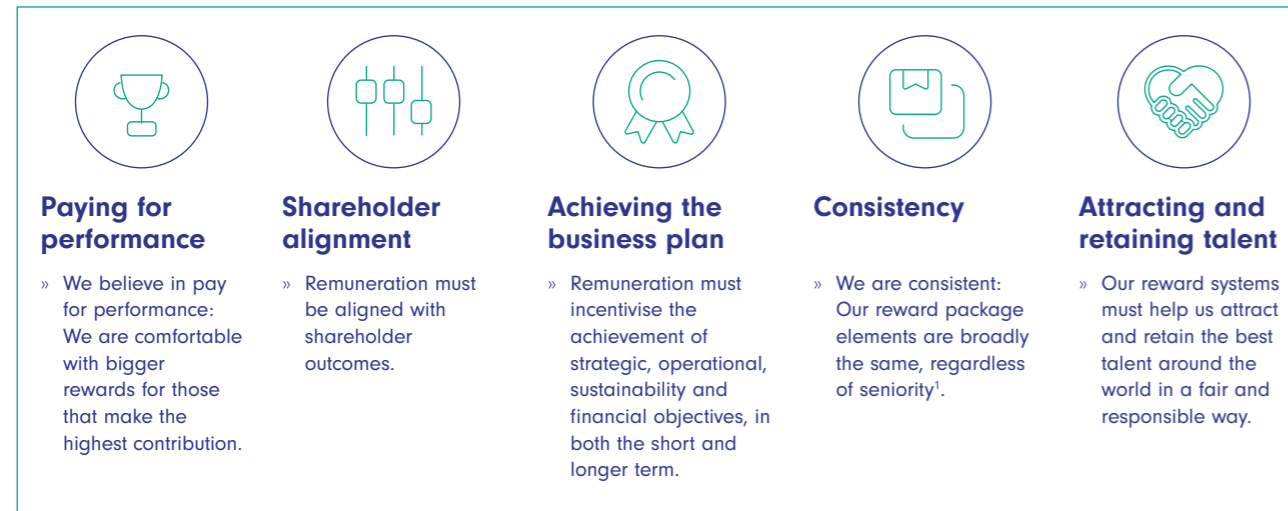 Paying for
performance
» We believe in pay
for performance:
We are comfortable
with bigger
rewards for those
that make the
highest contribution.
Shareholder
alignment
» Remuneration must
be aligned with
shareholder
outcomes.
Achieving the
business plan
» Remuneration must
incentivise the
achievement of
strategic, operational,
sustainability and
financial objectives, in
both the short and
longer term.
Consistency
» We are consistent:
Our reward package
elements are broadly
the same, regardless
of seniority¹.
Attracting and
retaining talent
» Our reward systems
must help us attract
and retain the best
talent around the
world in a fair and
responsible way.